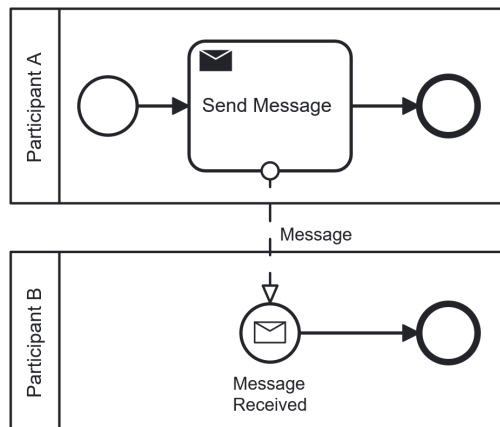 Participant A
Send Message
Message
Participant B
Message
Received